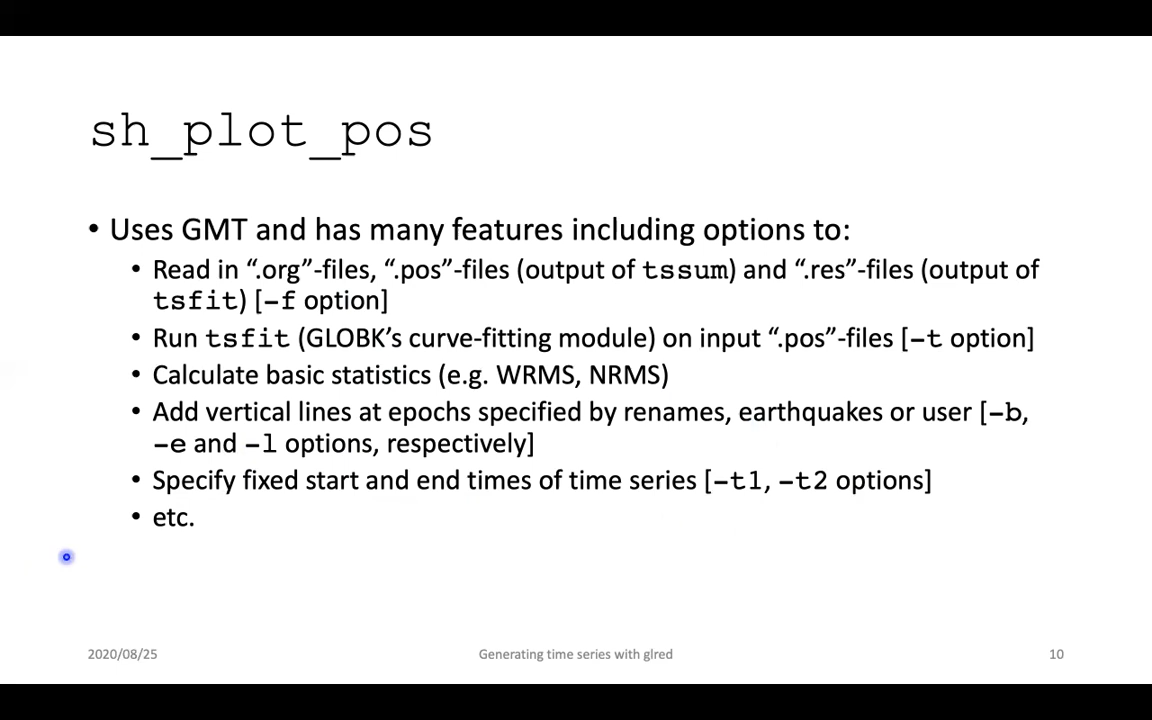 sh_plot_pos
• Uses GMT and has many features including options to:
• Read in “.org”-files, “.pos”-files (output of tssum) and “.res”-files (output of
tsfit) [-f option]
• Run tsfit (GLOBK’s curve-fitting module) on input “.pos”-files [-t option]
• Calculate basic statistics (e.g. WRMS, NRMS)
• Add vertical lines at epochs specified by renames, earthquakes or user [-b,
-e and -l options, respectively]
• Specify fixed start and end times of time series [-t1, -t2 options]
• etc.
2020/08/25 Generating time series with glred 10